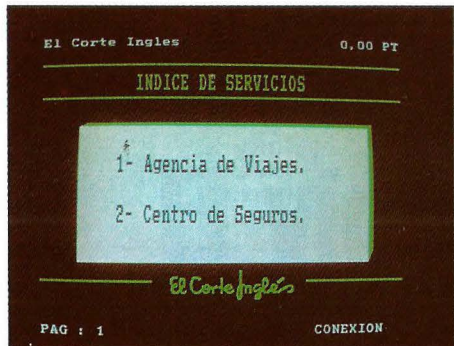 El Corte Ingles 0,00 PT
INDICE DE SERVICIOS
1- Agencia de Viajes.
2- Centro de Seguros.
El Corte Inglés
PAG : 1 CONEXION